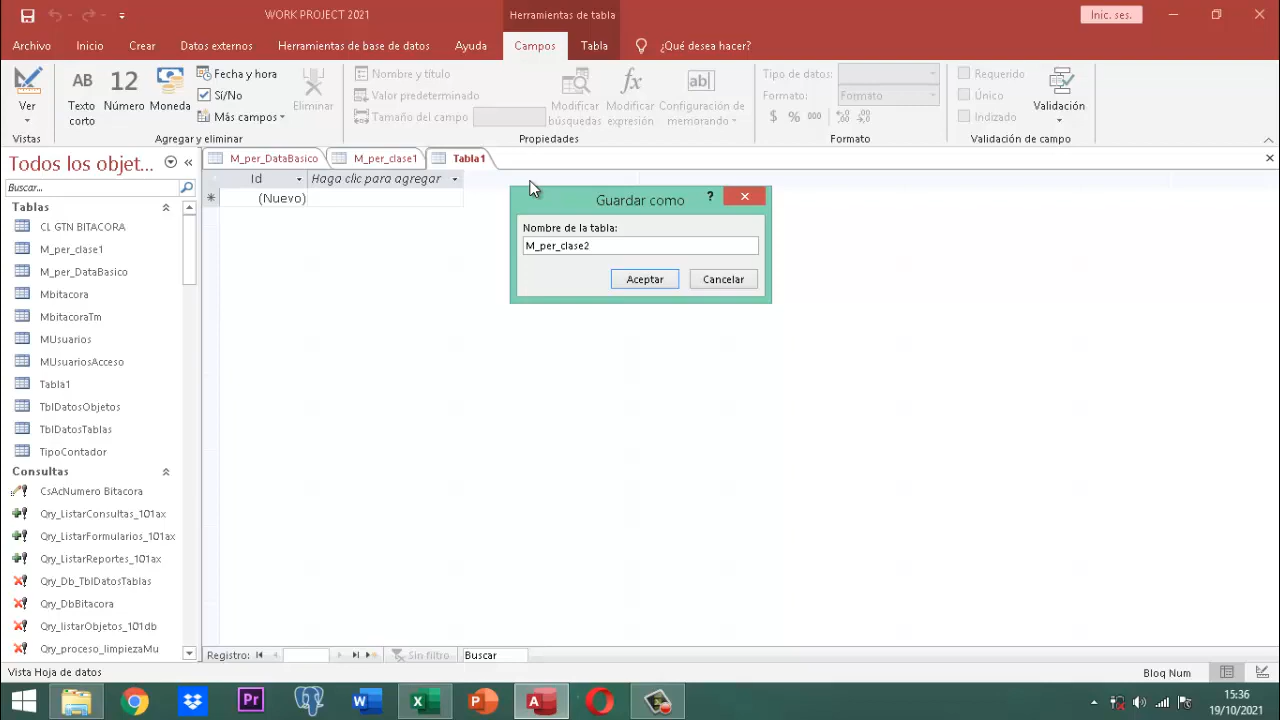 WORK PROJECT 2021
Herramientas de tabla
Inic. ses.
Archivo
Inicio
Crear
Datos externos
Herramientas de base de datos
Ayuda
Campos
Tabla
¿Qué desea hacer?
Ver
AB Texto corto
12 Número
Moneda
Fecha y hora
Sí/No
Más campos
Eliminar
Nombre y título
Valor predeterminado
Tamaño del campo
Modificar búsquedas
fx Modificar expresión
ab Configuración de memorando
Tipo de datos:
Formato: Formato
$ % 000
Requerido
Único
Indizado
Validación
Vistas
Agregar y eliminar
Propiedades
Formato
Validación de campo
Todos los objet...
Buscar...
Tablas
CL GTN BITACORA
M_per_clase1
M_per_DataBasico
Mbitacora
MbitacoraTm
MUsuarios
MUsuariosAcceso
Tabla1
TblDatosObjetos
TblDatosTablas
TipoContador
Consultas
CsAcNumero Bitacora
Qry_ListarConsultas_101ax
Qry_ListarFormularios_101ax
Qry_ListarReportes_101ax
Qry_Db_TblDatosTablas
Qry_DbBitacora
Qry_listarObjetos_101db
Qry_proceso_limpiezaMu
M_per_DataBasico
M_per_clase1
Tabla1
Id
Haga clic para agregar
(Nuevo)
Guardar como
?
Nombre de la tabla:
M_per_clase2
Aceptar
Cancelar
Registro:
Sin filtro
Buscar
Vista Hoja de datos
Bloq Num
15:36
19/10/2021